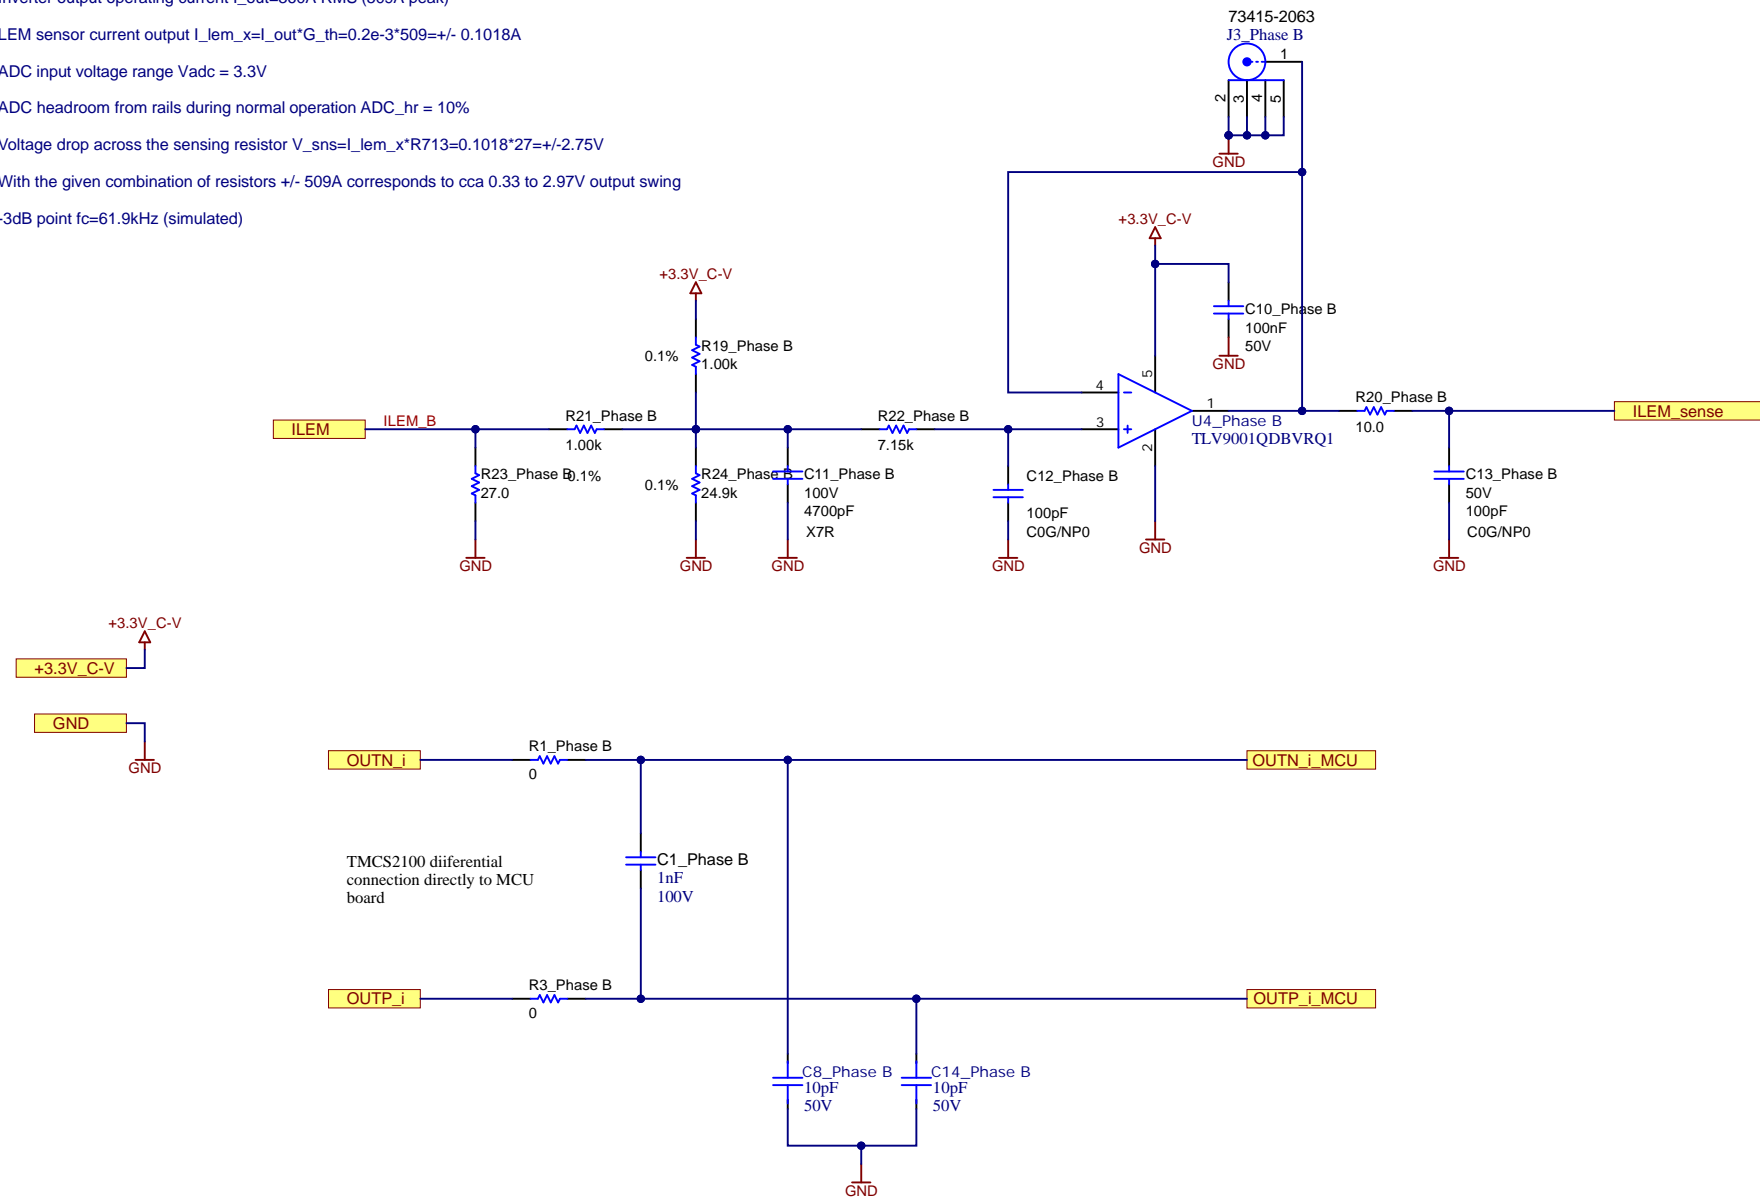 LEM sensor current output I_lem_x=I_out*G_th=0.2e-3*509=+/- 0.1018A
ADC input voltage range Vadc = 3.3V
ADC headroom from rails during normal operation ADC_hr = 10%
Voltage drop across the sensing resistor V_sns=I_lem_x*R713=0.1018*27=+/-2.75V
With the given combination of resistors +/- 509A corresponds to cca 0.33 to 2.97V output swing
-3dB point fc=61.9kHz (simulated)
73415-2063
J3_Phase B
1
2
3
4
5
GND
+3.3V_C-V
C10_Phase B
100nF
50V
GND
+3.3V_C-V
0.1%
R19_Phase B
1.00k
ILEM
ILEM_B
R21_Phase B
1.00k
0.1%
R23_Phase B
27.0
GND
0.1%
R24_Phase B
24.9k
GND
C11_Phase B
100V
4700pF
X7R
GND
R22_Phase B
7.15k
C12_Phase B
100pF
C0G/NP0
GND
4
3
5
2
1
U4_Phase B
TLV9001QDBVRQ1
GND
R20_Phase B
10.0
ILEM_sense
C13_Phase B
50V
100pF
C0G/NP0
GND
+3.3V_C-V
+3.3V_C-V
GND
GND
OUTN_i
R1_Phase B
0
OUTN_i_MCU
TMCS2100 diiferential
connection directly to MCU
board
C1_Phase B
1nF
100V
OUTP_i
R3_Phase B
0
OUTP_i_MCU
C8_Phase B
10pF
50V
C14_Phase B
10pF
50V
GND